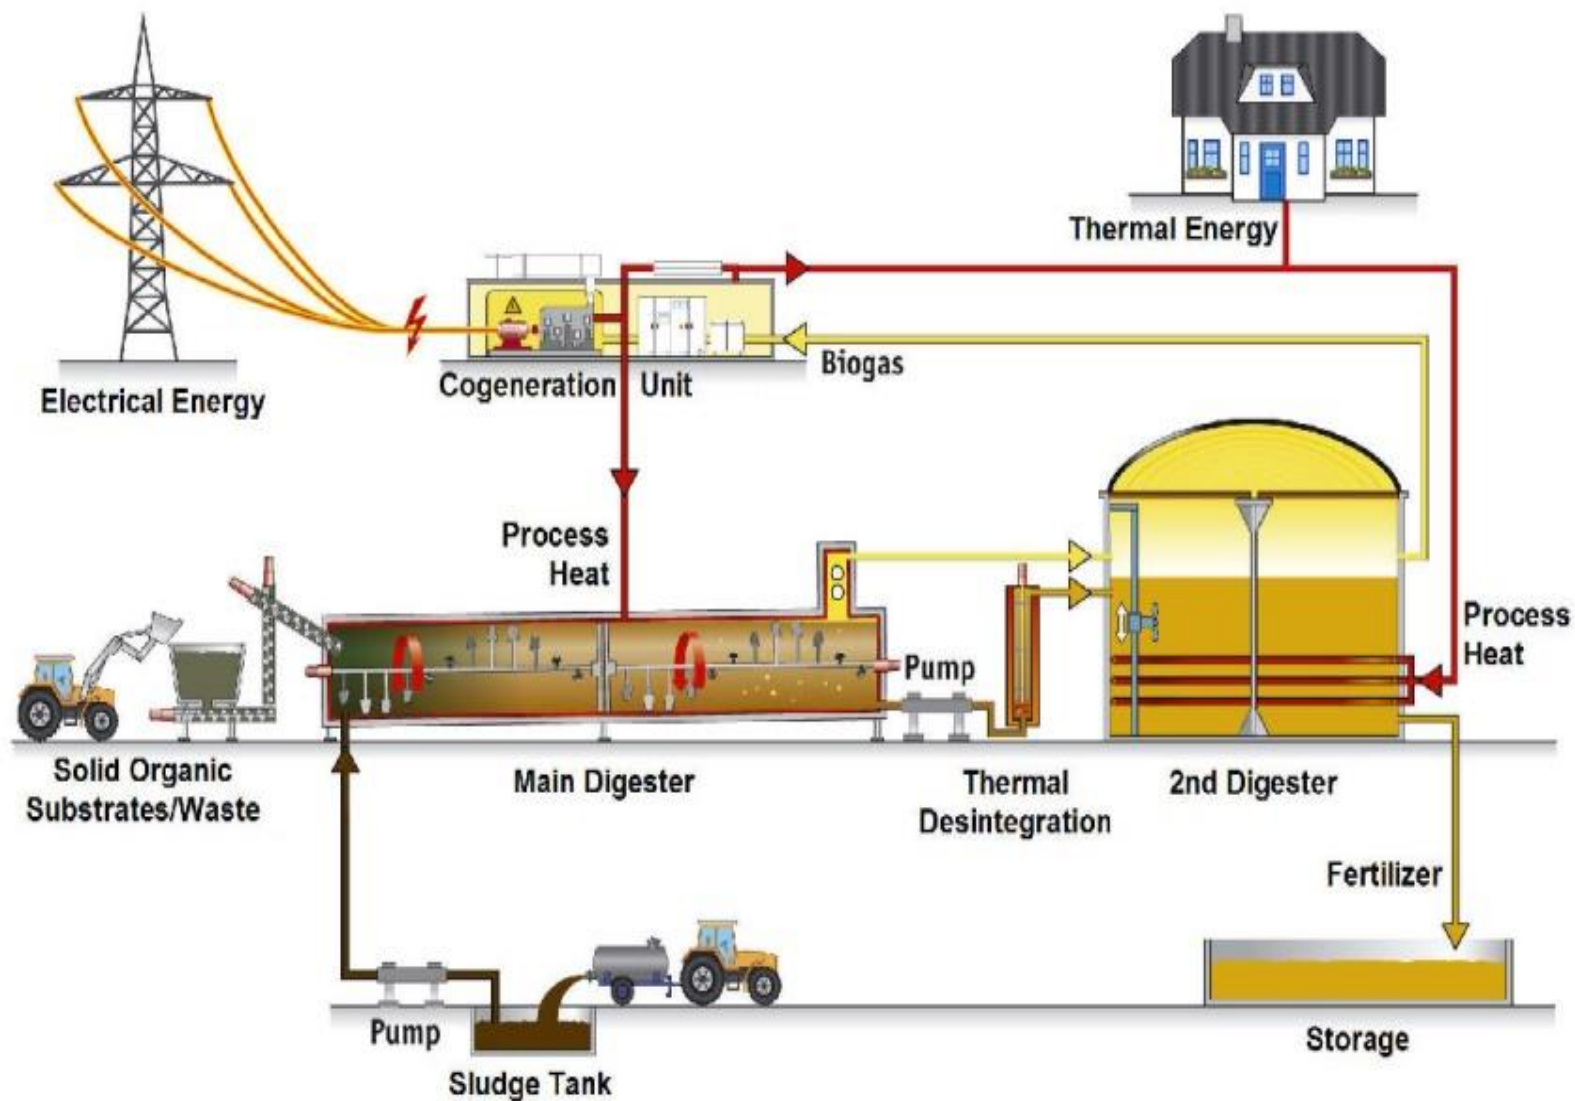 Thermal Energy
Electrical Energy
Cogeneration Unit
Biogas
Process
Heat
Process
Heat
Pump
Solid Organic
Substrates/Waste
Main Digester
Thermal
Desintegration
2nd Digester
Fertilizer
Pump
Sludge Tank
Storage